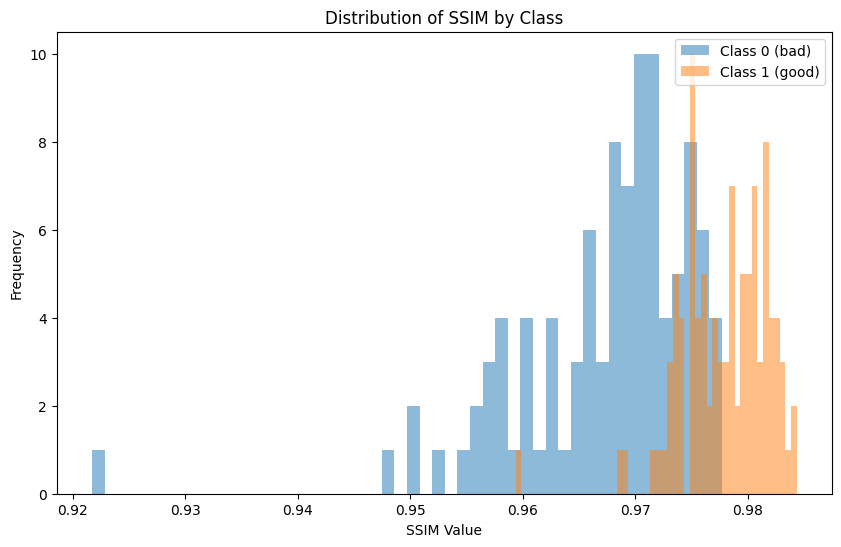 Distribution of SSIM by Class
Class 0 (bad)
Class 1 (good)
10
8
6
4
2
0
Frequency
0.92 0.93 0.94 0.95 0.96 0.97 0.98
SSIM Value